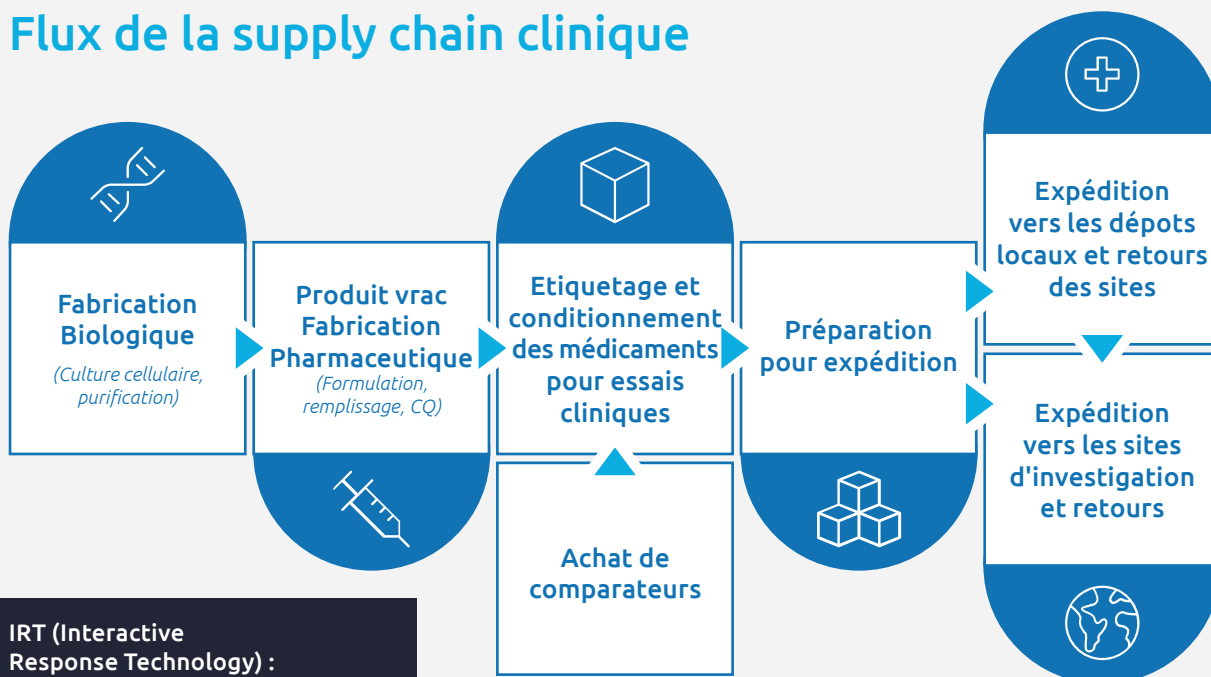 Flux de la supply chain clinique
Fabrication
Biologique
(Culture cellulaire,
purification)
Produit vrac
Fabrication
Pharmaceutique
(Formulation,
remplissage, CQ)
Etiquetage et
conditionnement
des médicaments
pour essais
cliniques
Achat de
comparateurs
Préparation
pour expédition
Expédition
vers les dépots
locaux et retours
des sites
Expédition
vers les sites
d'investigation
et retours
IRT (Interactive
Response Technology) :